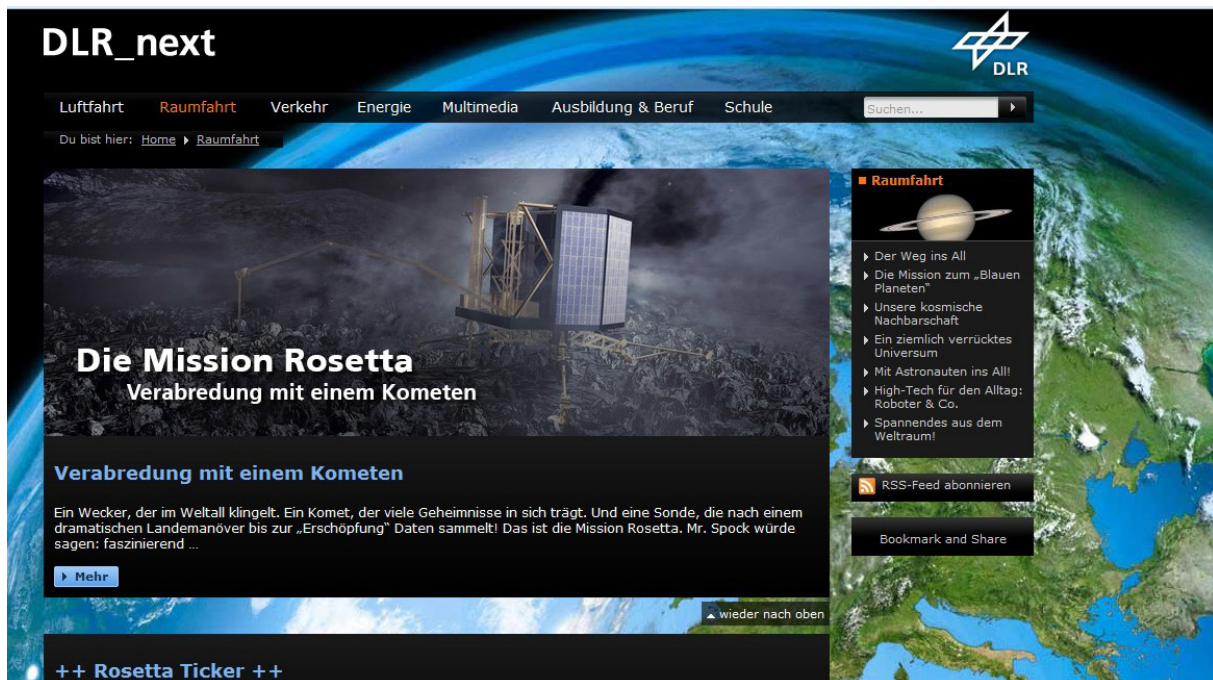 DLR_next
DLR
Luftfahrt Raumfahrt Verkehr Energie Multimedia Ausbildung & Beruf Schule Suchen...
Du bist hier: Home Raumfahrt
Die Mission Rosetta
Verabredung mit einem Kometen
Verabredung mit einem Kometen
Ein Wecker, der im Weltall klingelt. Ein Komet, der viele Geheimnisse in sich trägt. Und eine Sonde, die nach einem
dramatischen Landemanöver bis zur „Erschöpfung" Daten sammelt! Das ist die Mission Rosetta. Mr. Spock würde
sagen: faszinierend ...
Mehr
wieder nach oben
++ Rosetta Ticker ++
Raumfahrt
Der Weg ins All
Die Mission zum „Blauen
Planeten"
Unsere kosmische
Nachbarschaft
Ein ziemlich verrücktes
Universum
Mit Astronauten ins All!
High-Tech für den Alltag:
Roboter & Co.
Spannendes aus dem
Weltraum!
RSS-Feed abonnieren
Bookmark and Share